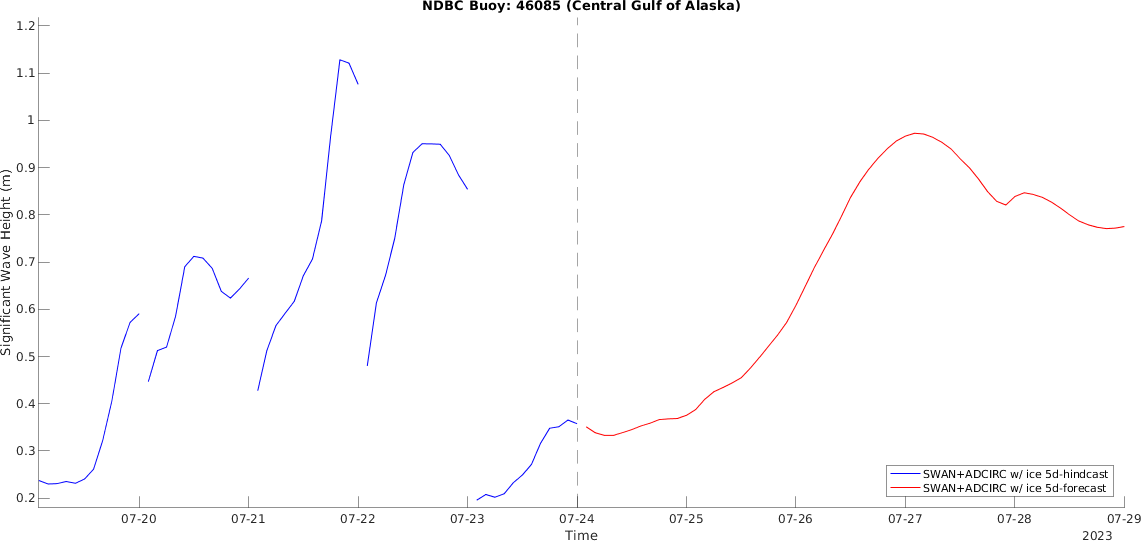 NDBC Buoy: 46085 (Central Gulf of Alaska)
Significant Wave Height (m)
1.2
1.1
1
0.9
0.8
0.7
0.6
0.5
0.4
0.3
0.2
SWAN+ADCIRC w/ ice 5d-hindcast
SWAN+ADCIRC w/ ice 5d-forecast
07-20 07-21 07-22 07-23 07-24 07-25 07-26 07-27 07-28 07-29
Time
2023